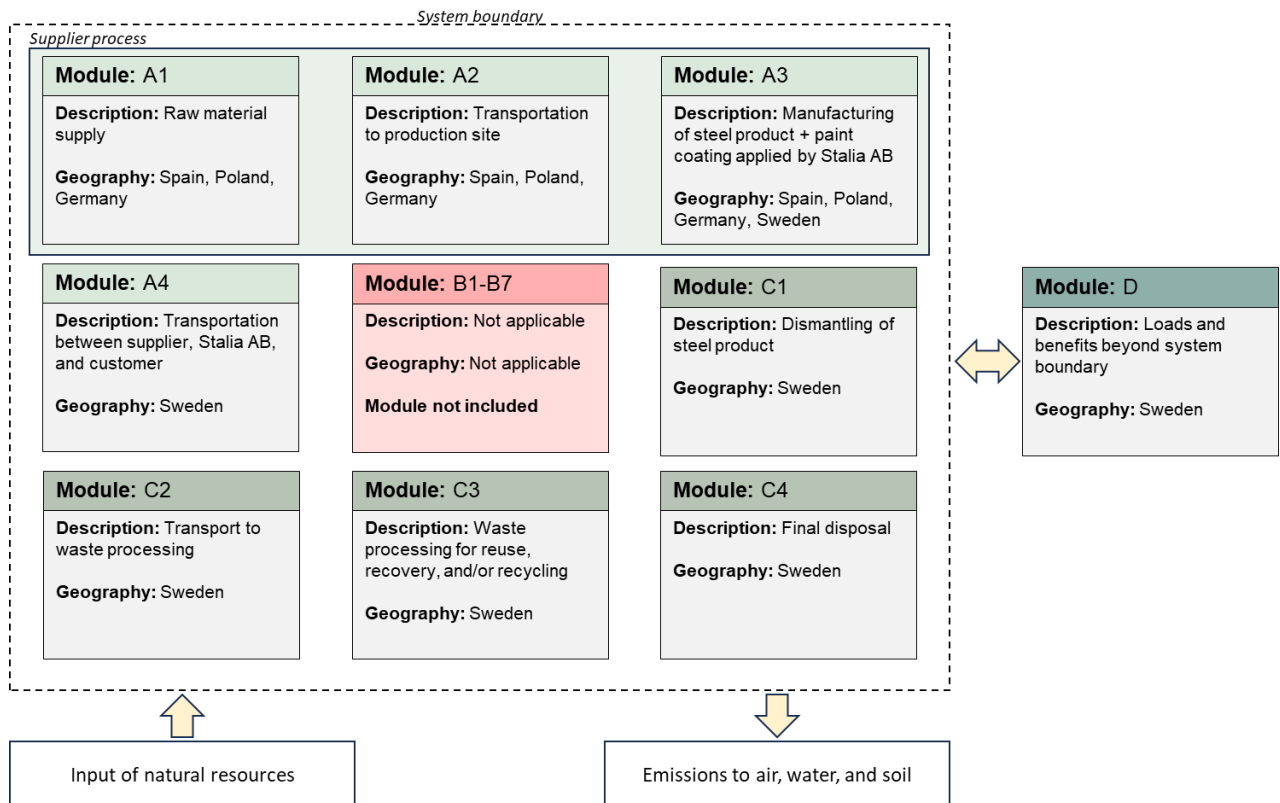 System boundary
Supplier process
Module: A1
Description: Raw material
supply
Geography: Spain, Poland,
Germany
Module: A2
Description: Transportation
to production site
Geography: Spain, Poland,
Germany
Module: A3
Description: Manufacturing
of steel product + paint
coating applied by Stalia AB
Geography: Spain, Poland,
Germany, Sweden
Module: A4
Description: Transportation
between supplier, Stalia AB,
and customer
Geography: Sweden
Module: B1-B7
Description: Not applicable
Geography: Not applicable
Module not included
Module: C1
Description: Dismantling of
steel product
Geography: Sweden
Module: D
Description: Loads and
benefits beyond system
boundary
Geography: Sweden
Module: C2
Description: Transport to
waste processing
Geography: Sweden
Module: C3
Description: Waste
processing for reuse,
recovery, and/or recycling
Geography: Sweden
Module: C4
Description: Final disposal
Geography: Sweden
Input of natural resources
Emissions to air, water, and soil